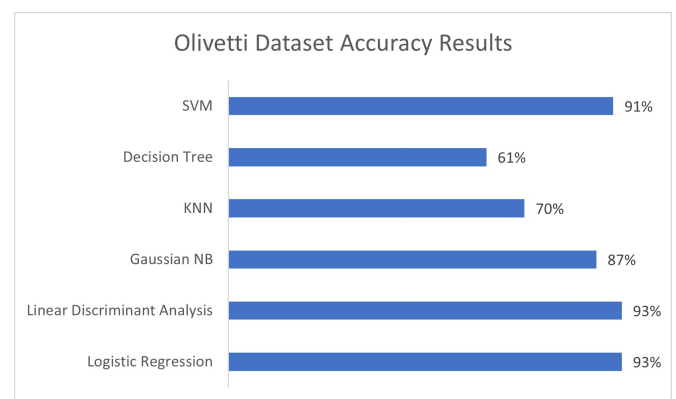 Olivetti Dataset Accuracy Results
SVM 91%
Decision Tree 61%
KNN 70%
Gaussian NB 87%
Linear Discriminant Analysis 93%
Logistic Regression 93%